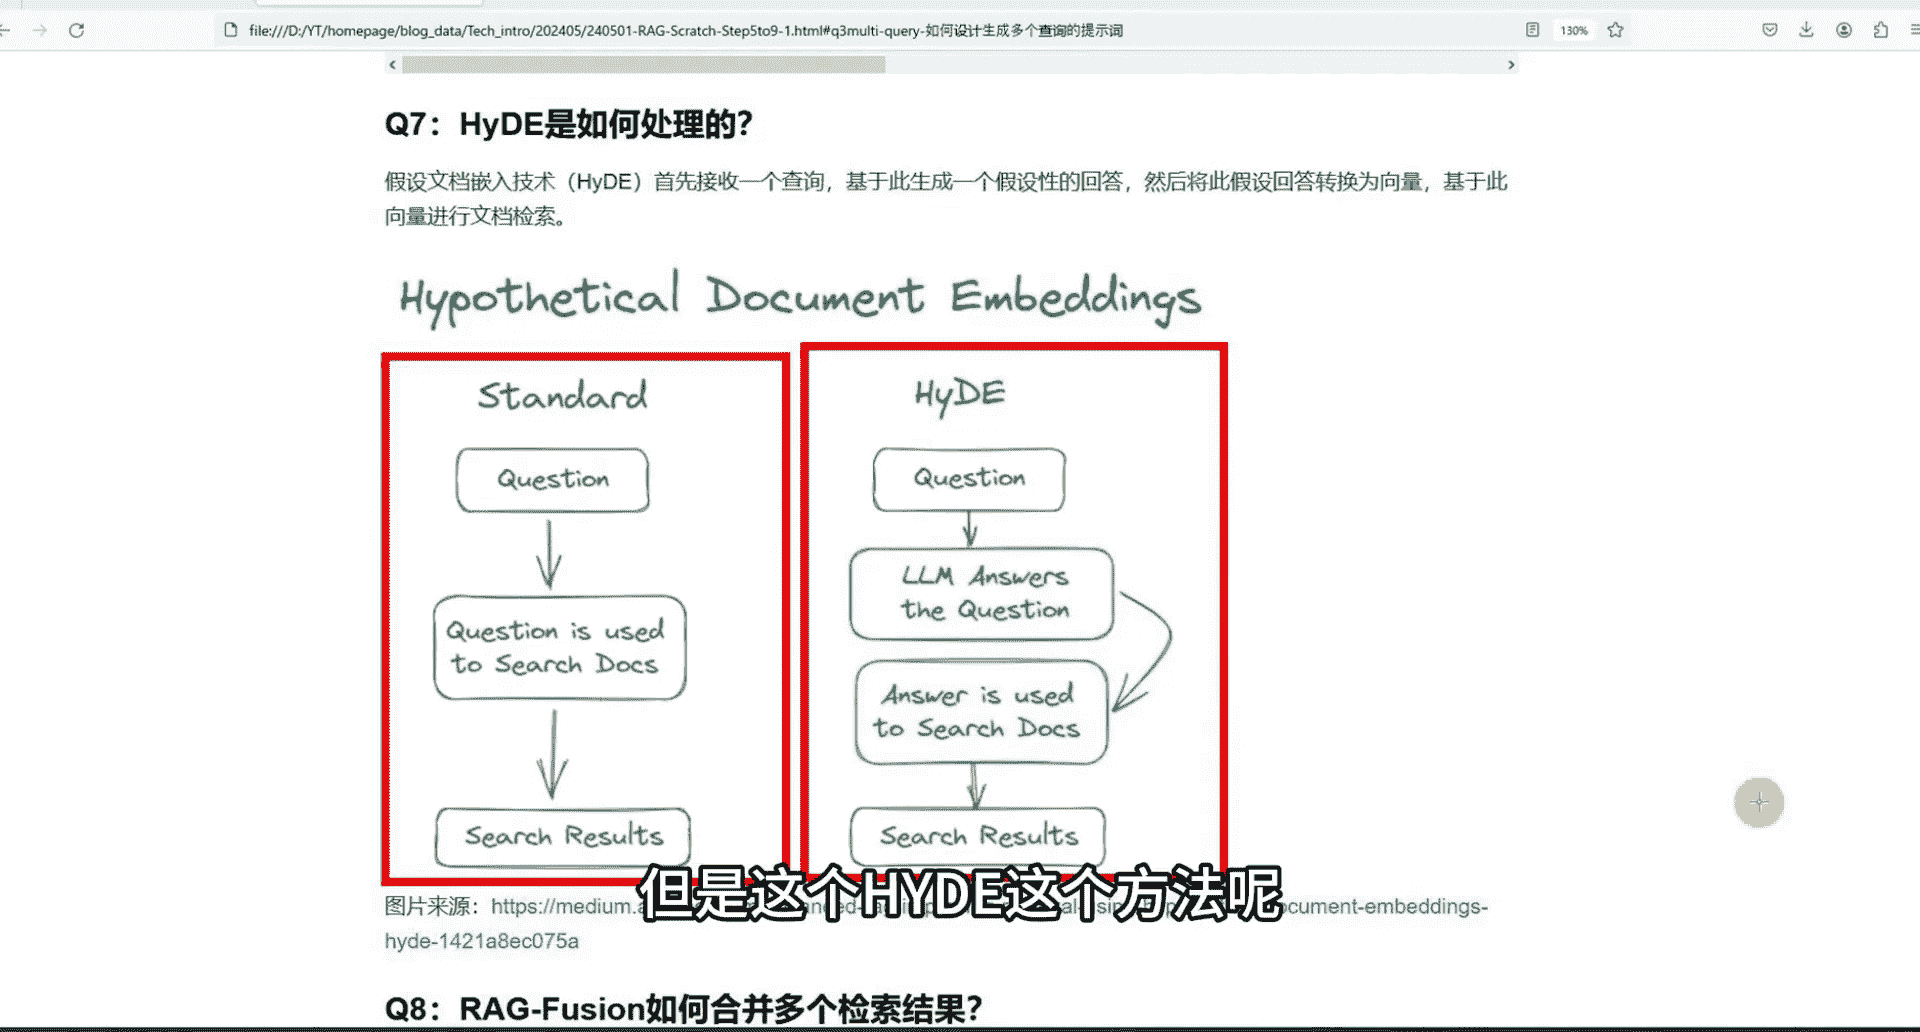 file:///D:/YT/homepage/blog_data/Tech_intro/202405/240501-RAG-Scratch-Step5to9-1.html#q3multi-query-如何设计生成多个查询的提示词
130%
Q7：HyDE是如何处理的？
假设文档嵌入技术（HyDE）首先接收一个查询，基于此生成一个假设性的回答，然后将此假设回答转换为向量，基于此
向量进行文档检索。
Hypothetical Document Embeddings
Standard
Question
Question is used
to Search Docs
Search Results
HyDE
Question
LLM Answers
the Question
Answer is used
to Search Docs
Search Results
但是这个HYDE这个方法呢
图片来源：https://medium.a ocument-embeddings-
hyde-1421a8ec075a
Q8：RAG-Fusion如何合并多个检索结果？